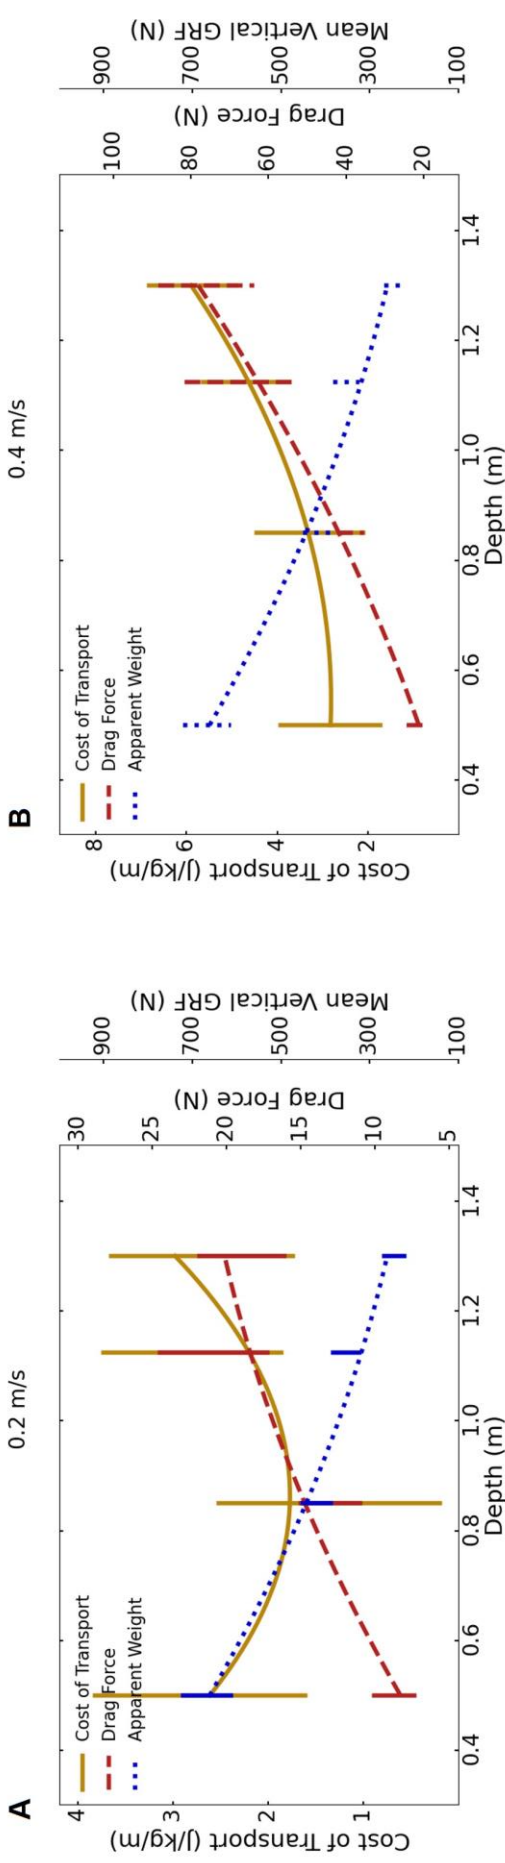 A
0.2 m/s
Cost of Transport
Drag Force
Apparent Weight
4
3
2
1
Cost of Transport (J/kg/m)
0.4
0.6
0.8
1.0
1.2
1.4
Depth (m)
30
25
20
15
10
5
Drag Force (N)
900
700
500
300
100
Mean Vertical GRF (N)
B
0.4 m/s
Cost of Transport
Drag Force
Apparent Weight
8
6
4
2
Cost of Transport (J/kg/m)
0.4
0.6
0.8
1.0
1.2
1.4
Depth (m)
100
80
60
40
20
Drag Force (N)
900
700
500
300
100
Mean Vertical GRF (N)